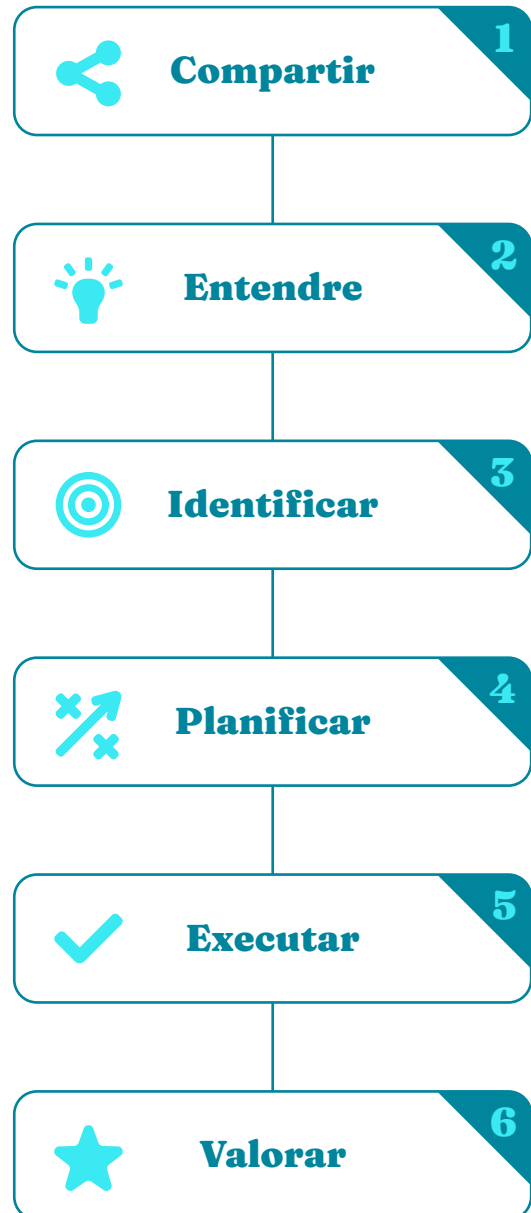 1
Compartir
2
Entendre
3
Identificar
4
Planificar
5
Executar
6
Valorar